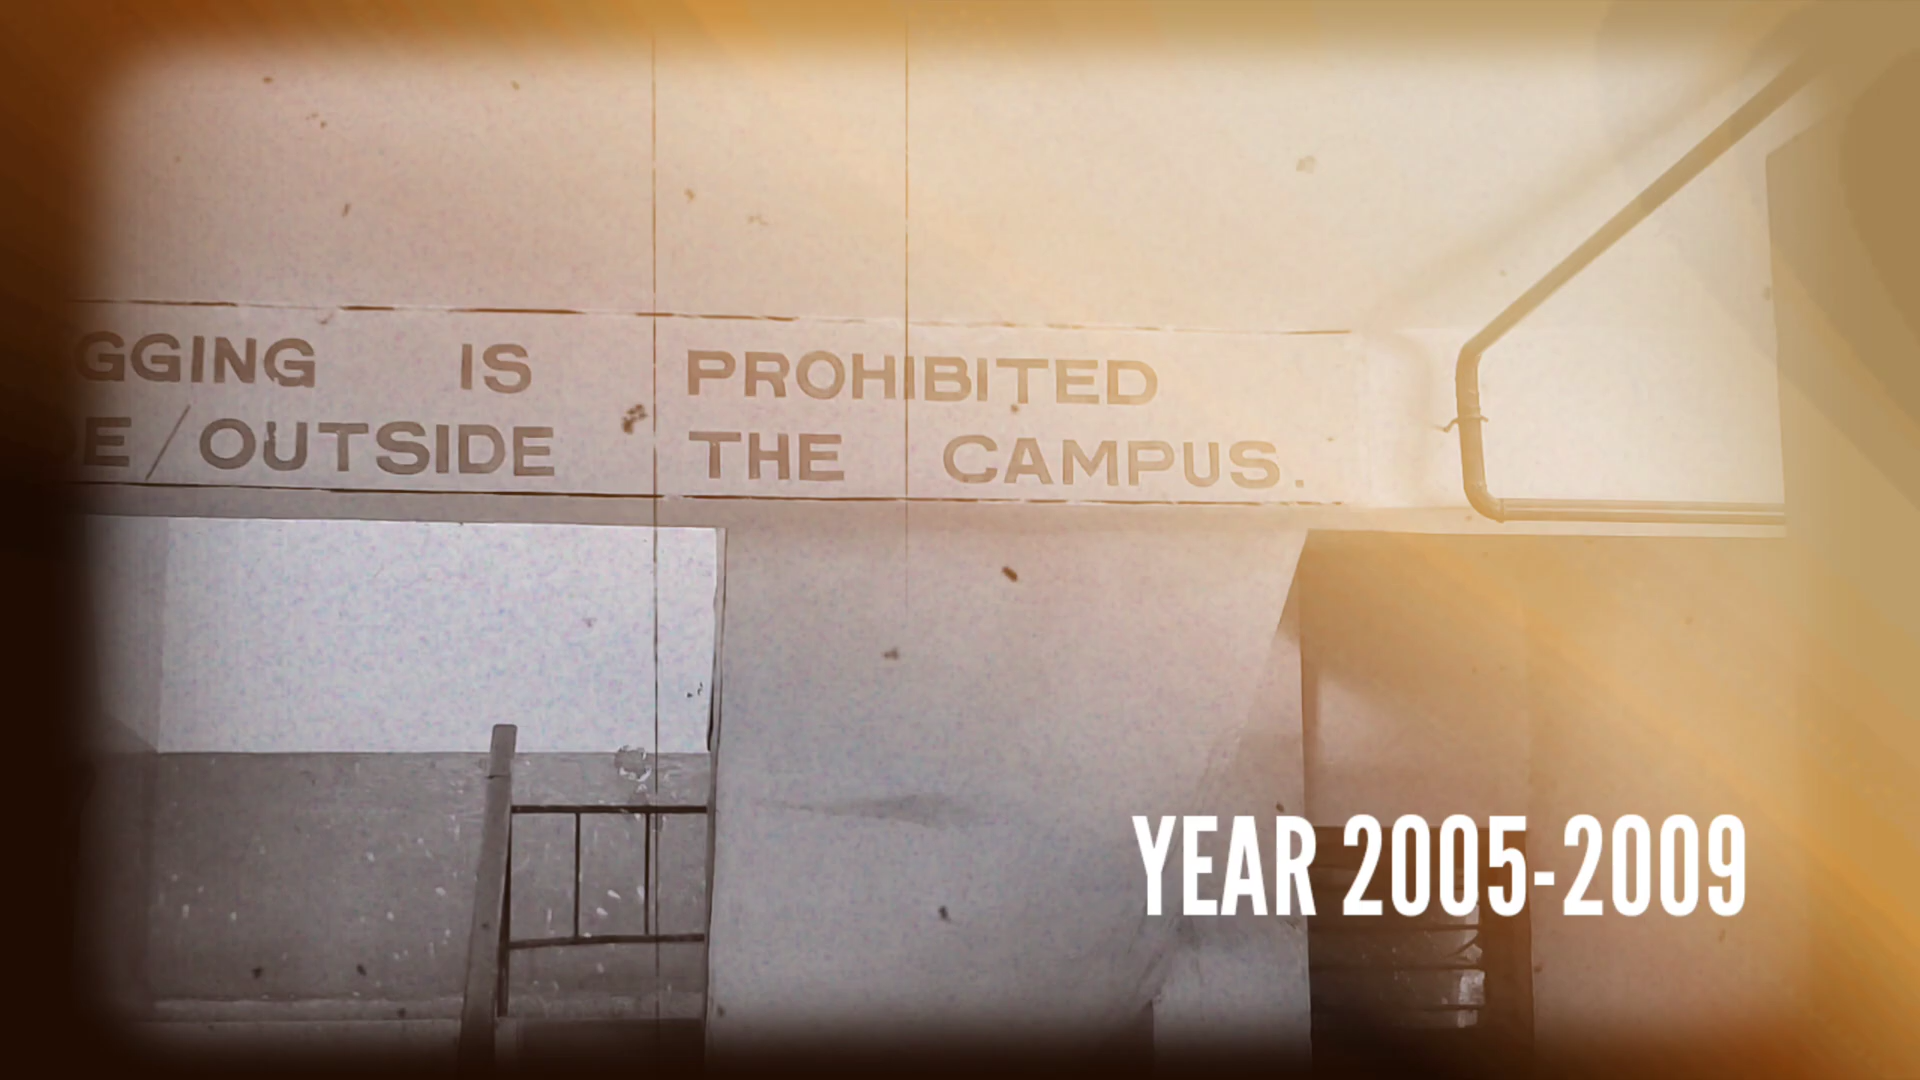 GGING IS PROHIBITED
E/OUTSIDE THE CAMPUS.
YEAR 2005-2009